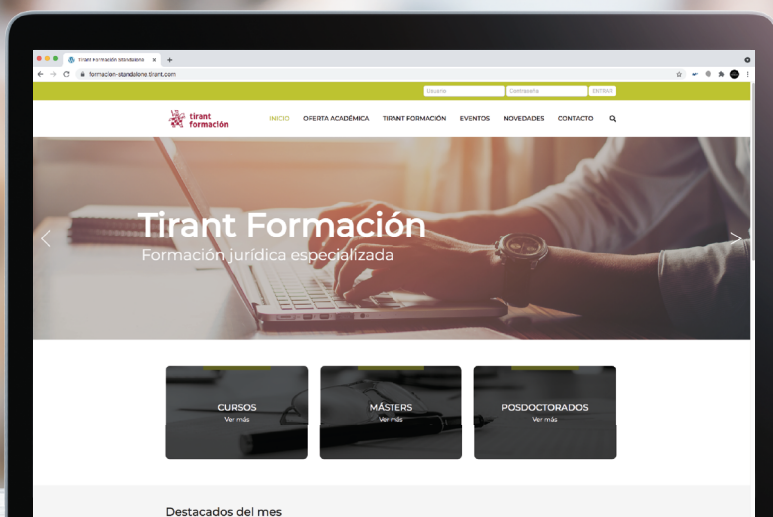 Tirant Formación Standalone
formacion-standalone.tirant.com
Usuario
Contraseña
ENTRAR
tirant
formación
INICIO OFERTA ACADÉMICA TIRANT FORMACIÓN EVENTOS NOVEDADES CONTACTO
Tirant Formación
Formación jurídica especializada
CURSOS
Ver más
MÁSTERS
Ver más
POSDOCTORADOS
Ver más
Destacados del mes